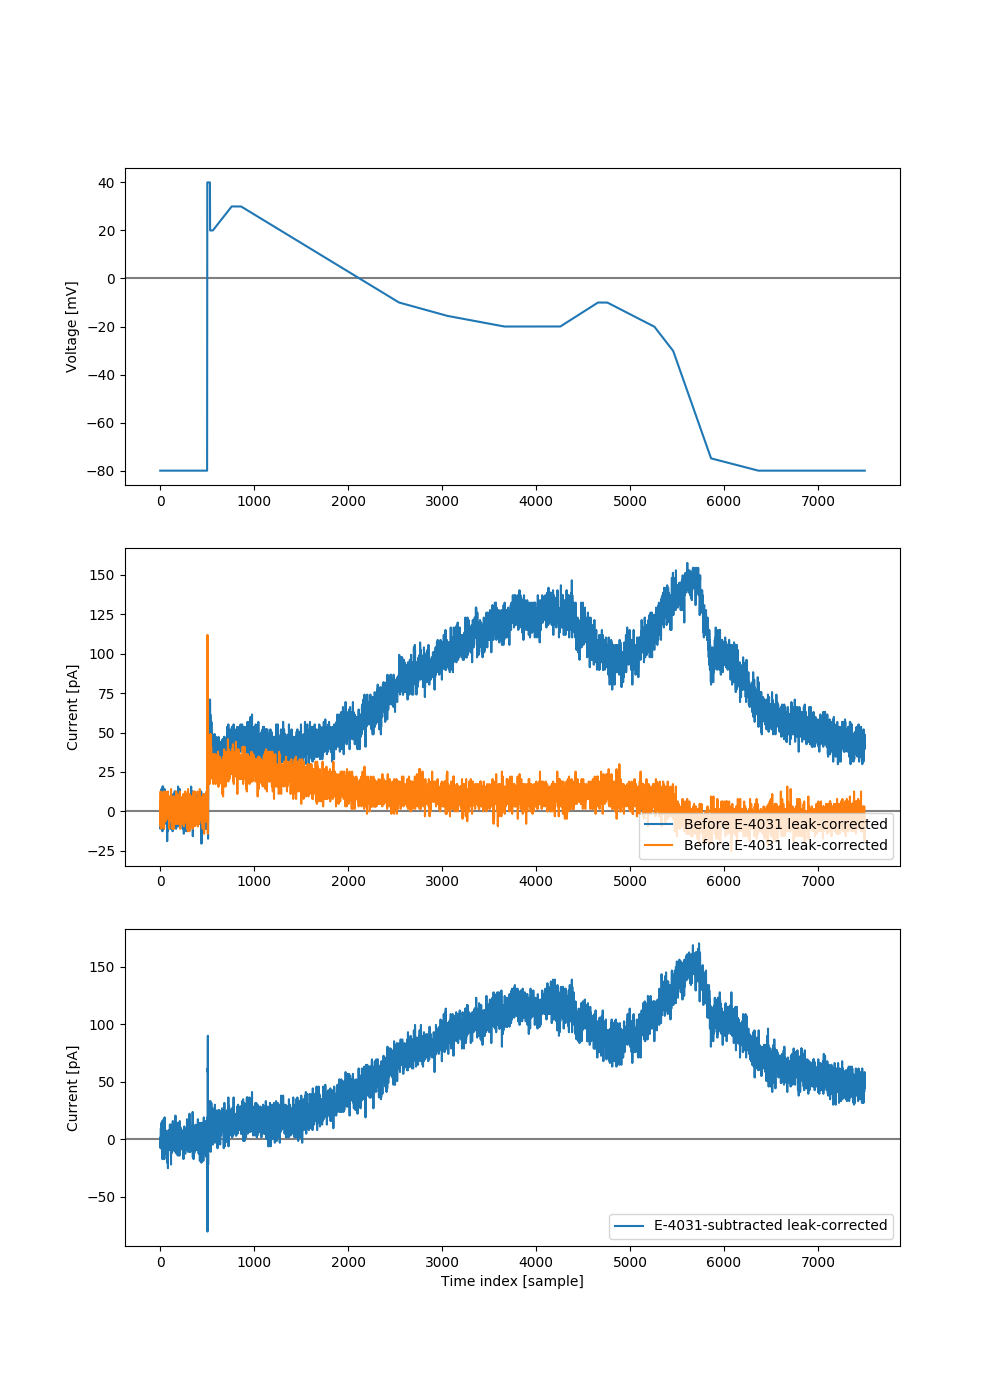 40
20
0
−20
−40
−60
−80
Voltage [mV]
0 1000 2000 3000 4000 5000 6000 7000
150
125
100
75
50
25
0
−25
Current [pA]
Before E-4031 leak-corrected
Before E-4031 leak-corrected
0 1000 2000 3000 4000 5000 6000 7000
150
100
50
0
−50
Current [pA]
E-4031-subtracted leak-corrected
0 1000 2000 3000 4000 5000 6000 7000
Time index [sample]